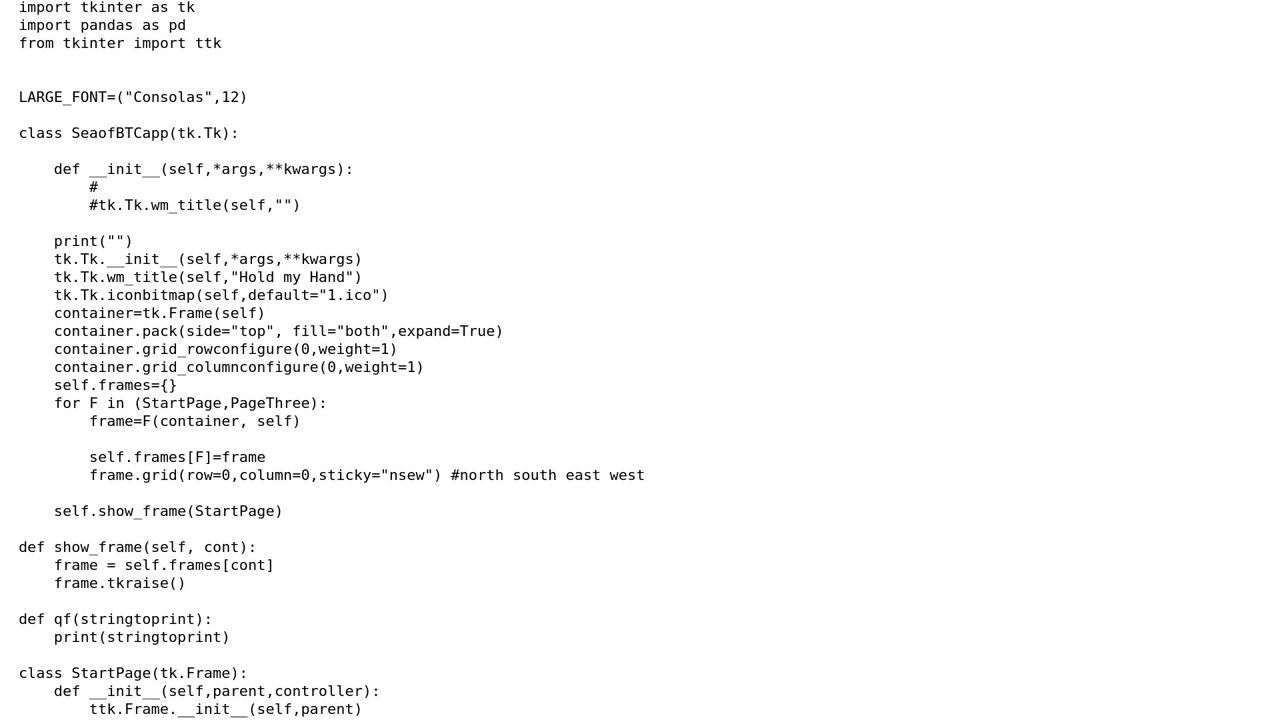 import tkinter as tk
import pandas as pd
from tkinter import ttk
LARGE_FONT=("Consolas",12)
class SeaofBTCapp(tk.Tk):
    def __init__(self,*args,**kwargs):
        #
        #tk.Tk.wm_title(self,"")
    print("")
    tk.Tk.__init__(self,*args,**kwargs)
    tk.Tk.wm_title(self,"Hold my Hand")
    tk.Tk.iconbitmap(self,default="1.ico")
    container=tk.Frame(self)
    container.pack(side="top", fill="both",expand=True)
    container.grid_rowconfigure(0,weight=1)
    container.grid_columnconfigure(0,weight=1)
    self.frames={}
    for F in (StartPage,PageThree):
        frame=F(container, self)
        self.frames[F]=frame
        frame.grid(row=0,column=0,sticky="nsew") #north south east west
    self.show_frame(StartPage)
def show_frame(self, cont):
    frame = self.frames[cont]
    frame.tkraise()
def qf(stringtoprint):
    print(stringtoprint)
class StartPage(tk.Frame):
    def __init__(self,parent,controller):
        ttk.Frame.__init__(self,parent)